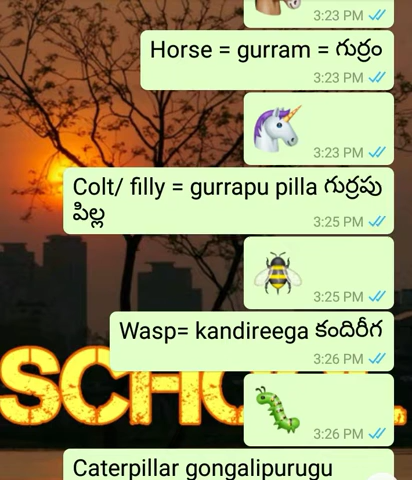 3:23 PM
Horse = gurram = గుర్రం
3:23 PM
3:23 PM
Colt/ filly = gurrapu pilla గుర్రపు
పిల్ల
3:25 PM
3:25 PM
Wasp= kandireega కందిరీగ
3:26 PM
SCHOOL
3:26 PM
Caterpillar gongalipurugu